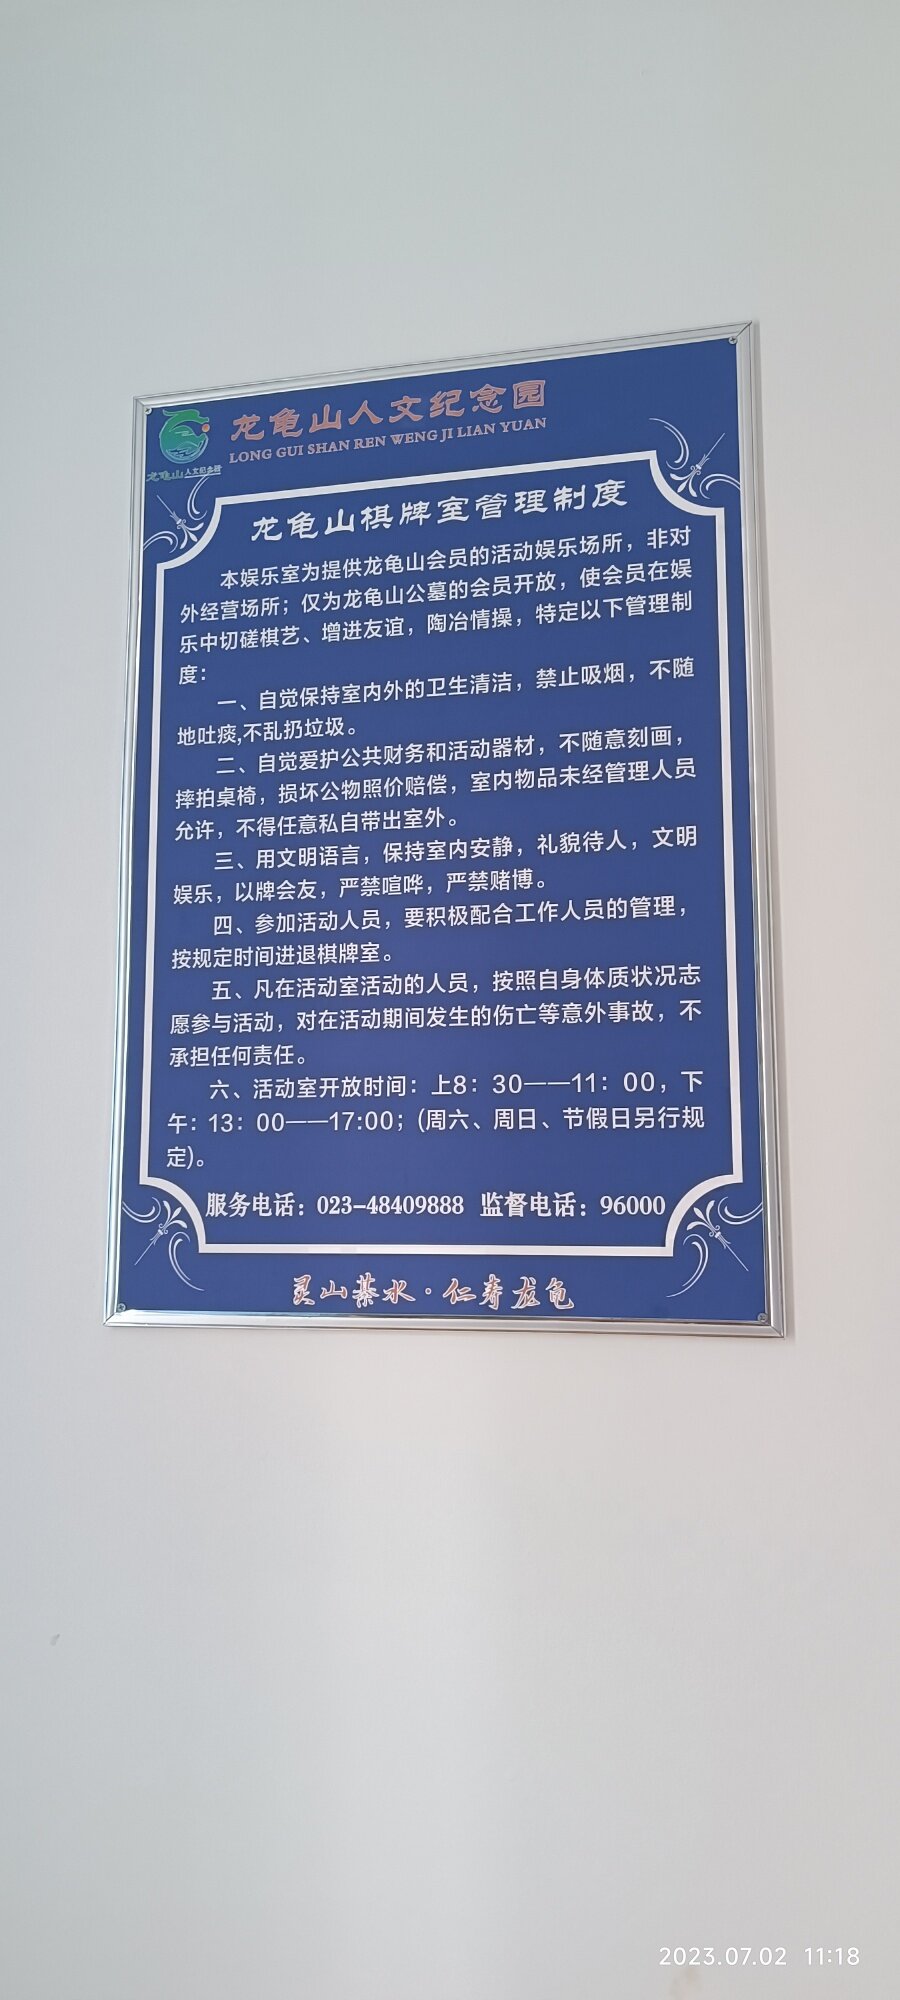 龙龟山人文纪念园
LONG GUI SHAN REN WENG JI LIAN YUAN
龙龟山人文纪念园
龙龟山棋牌室管理制度
本娱乐室为提供龙龟山会员的活动娱乐场所，非对
外经营场所；仅为龙龟山公墓的会员开放，使会员在娱
乐中切磋棋艺、增进友谊，陶冶情操，特定以下管理制
度：
一、自觉保持室内外的卫生清洁，禁止吸烟，不随
地吐痰,不乱扔垃圾。
二、自觉爱护公共财务和活动器材，不随意刻画，
摔拍桌椅，损坏公物照价赔偿，室内物品未经管理人员
允许，不得任意私自带出室外。
三、用文明语言，保持室内安静，礼貌待人，文明
娱乐，以牌会友，严禁喧哗，严禁赌博。
四、参加活动人员，要积极配合工作人员的管理，
按规定时间进退棋牌室。
五、凡在活动室活动的人员，按照自身体质状况志
愿参与活动，对在活动期间发生的伤亡等意外事故，不
承担任何责任。
六、活动室开放时间：上8：30——11：00，下
午：13：00——17:00；(周六、周日、节假日另行规
定)。
服务电话：023-48409888 监督电话：96000
灵山綦水·仁寿龙龟
2023.07.02 11:18